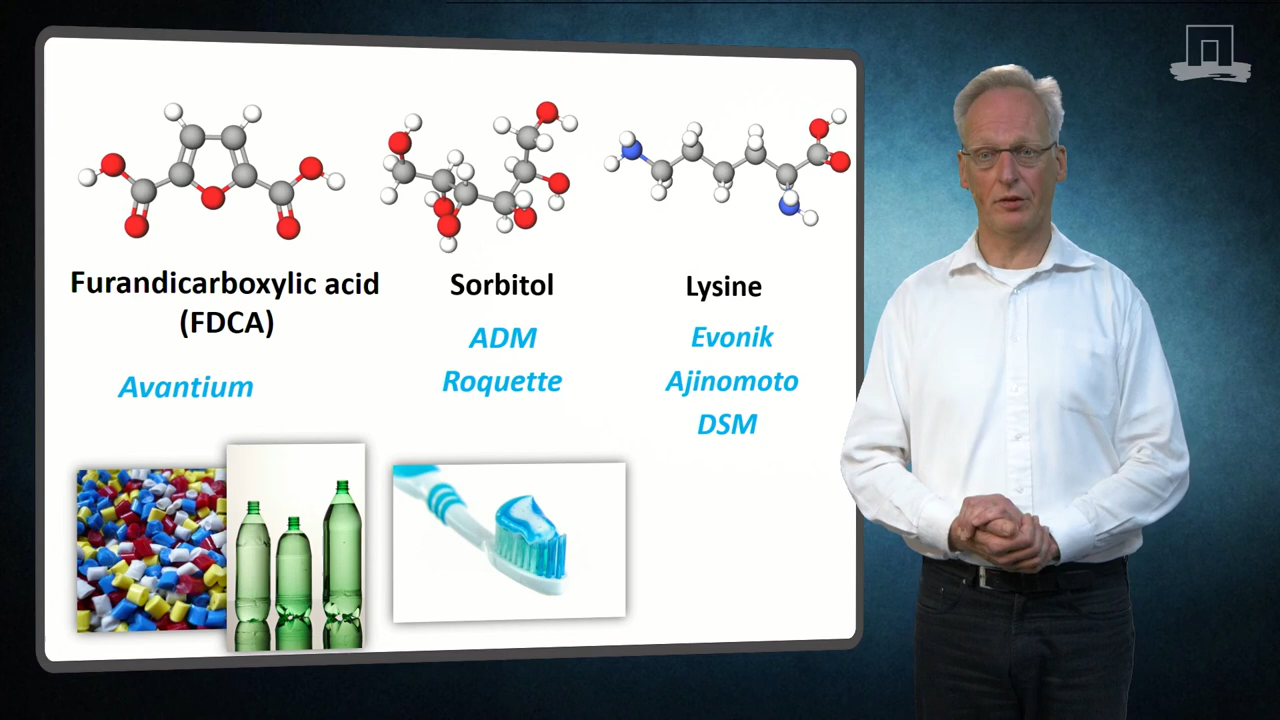 Furandicarboxylic acid
(FDCA)
Avantium
Sorbitol
ADM
Roquette
Lysine
Evonik
Ajinomoto
DSM